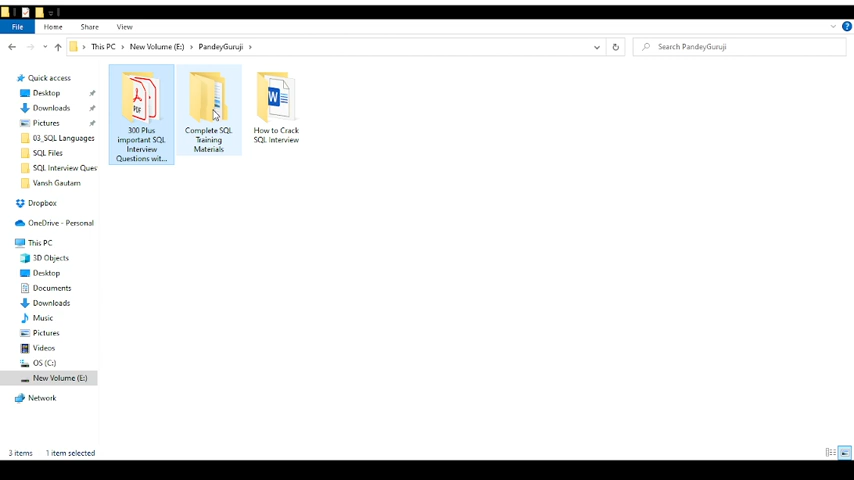 File Home Share View
This PC > New Volume (E:) > PandeyGuruji >
Search PandeyGuruji
Quick access
Desktop
Downloads
Pictures
03_SQL Languages
SQL Files
SQL Interview Ques
Vansh Gautam
Dropbox
OneDrive - Personal
This PC
3D Objects
Desktop
Documents
Downloads
Music
Pictures
Videos
OS (C:)
New Volume (E:)
Network
PDF
300 Plus
important SQL
Interview
Questions wit...
Complete SQL
Training
Materials
W
How to Crack
SQL Interview
3 items 1 item selected